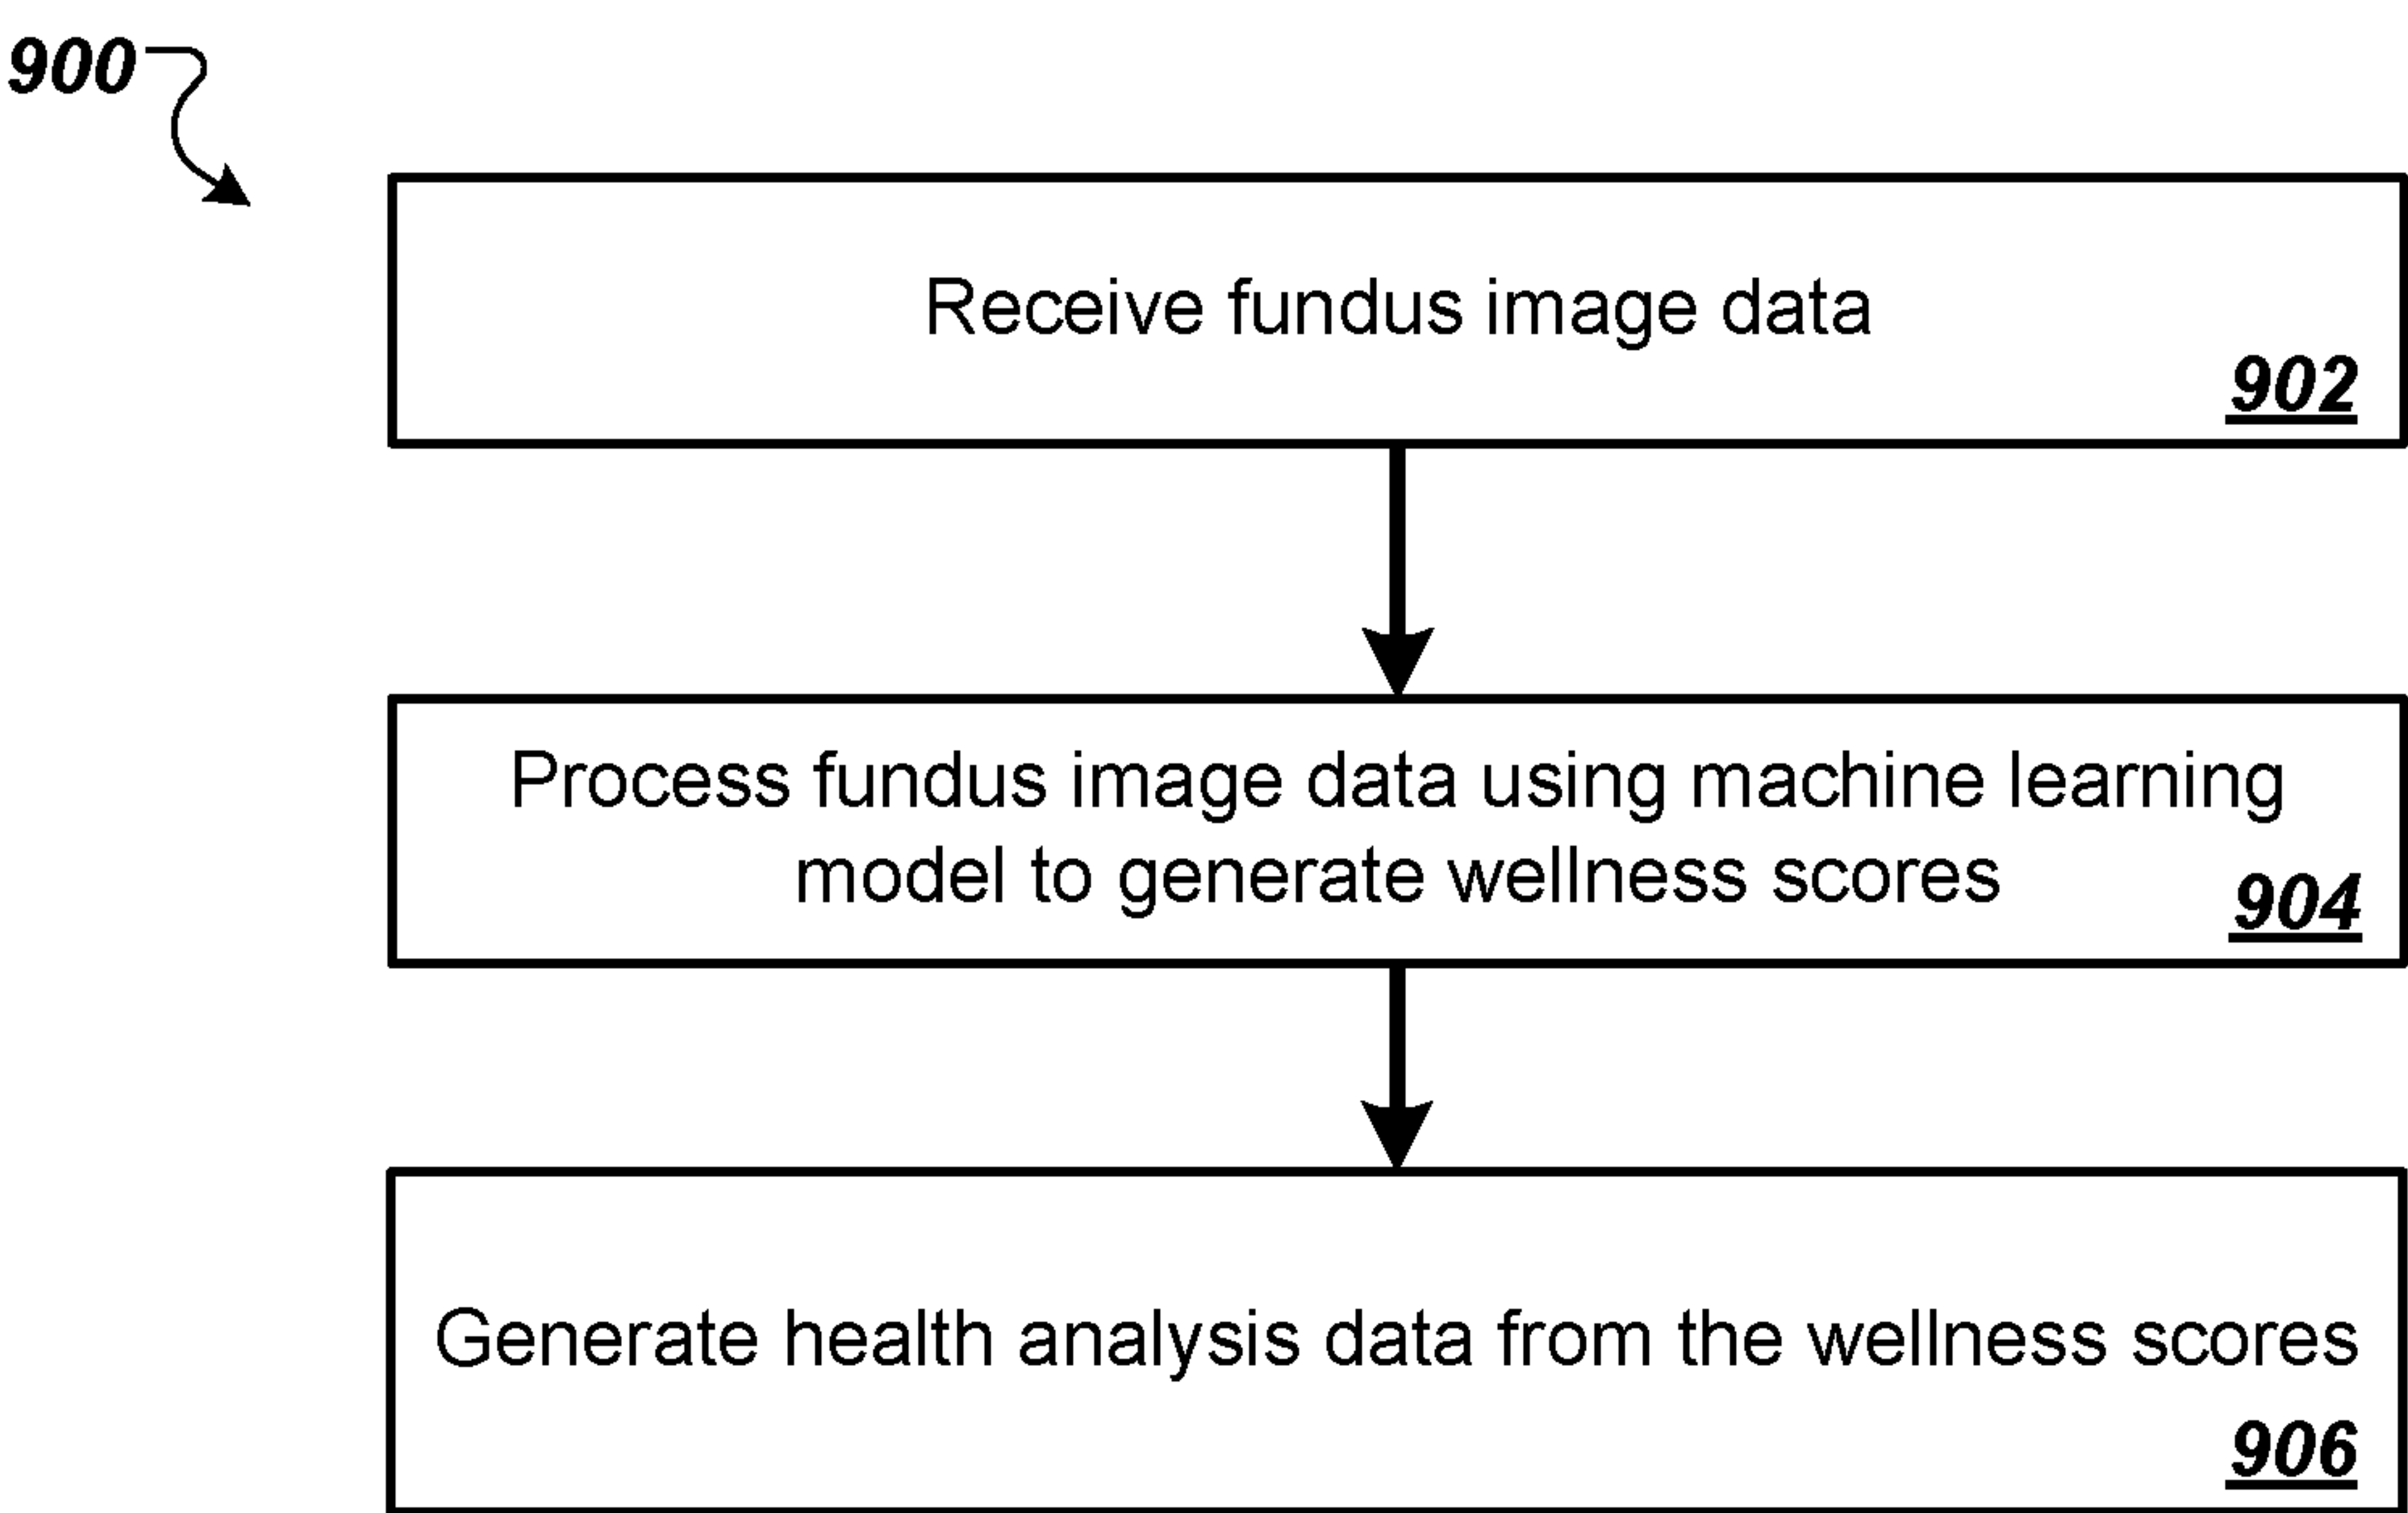 900
Receive fundus image data
902
Process fundus image data using machine learning
model to generate wellness scores
904
Generate health analysis data from the wellness scores
906